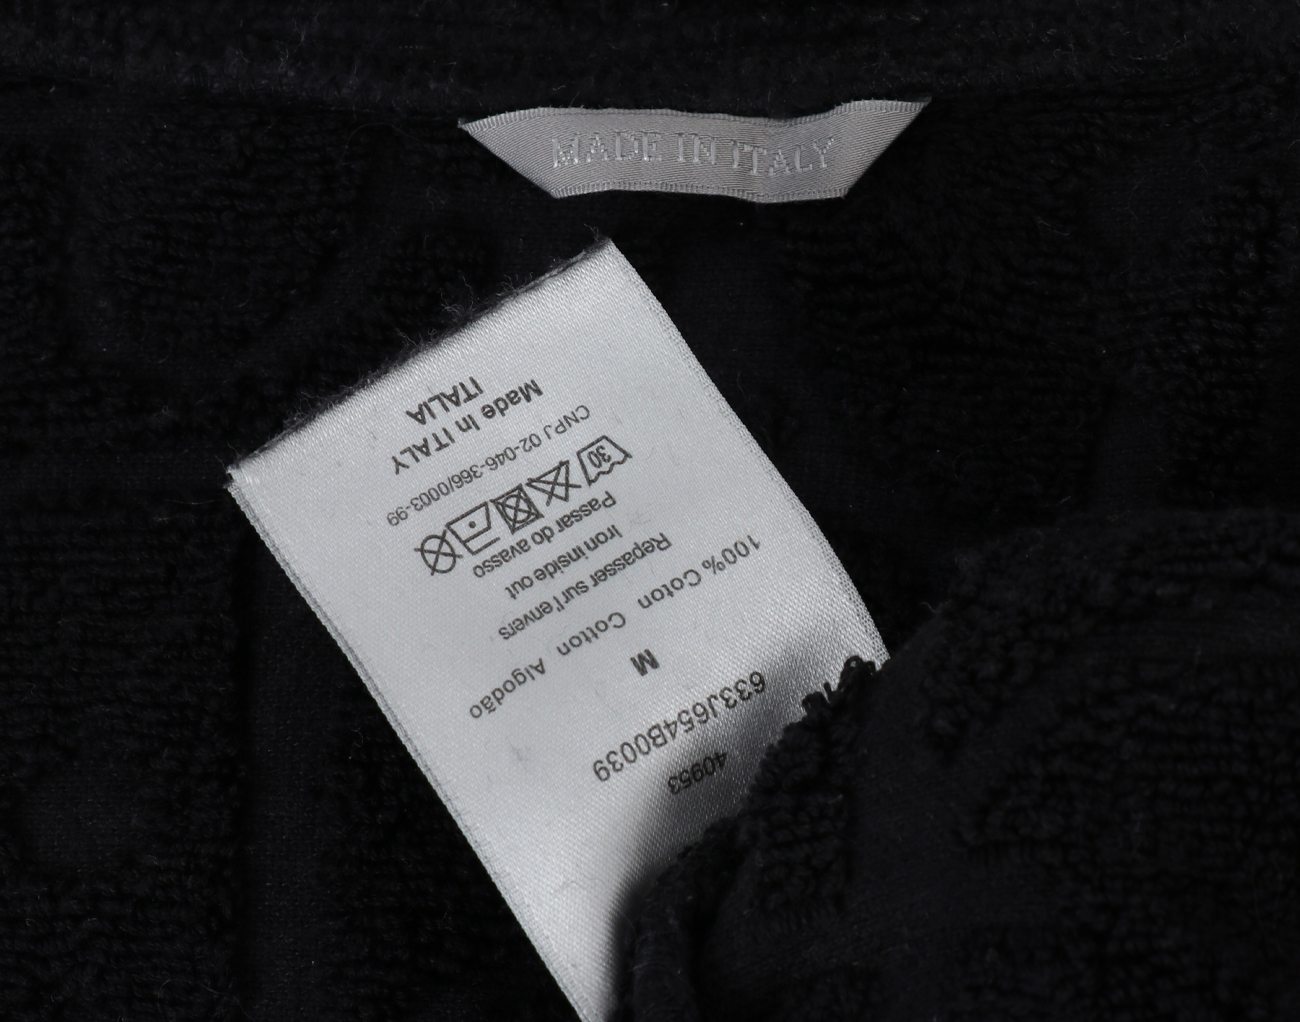 MADE IN ITALY
40953
633J654B0039
M
100% Coton Cotton Algodão
Repasser sur l'envers
Iron inside out
Passar do avesso
30
CNPJ 02-046-366/0003-99
Made In ITALY
ITALIA